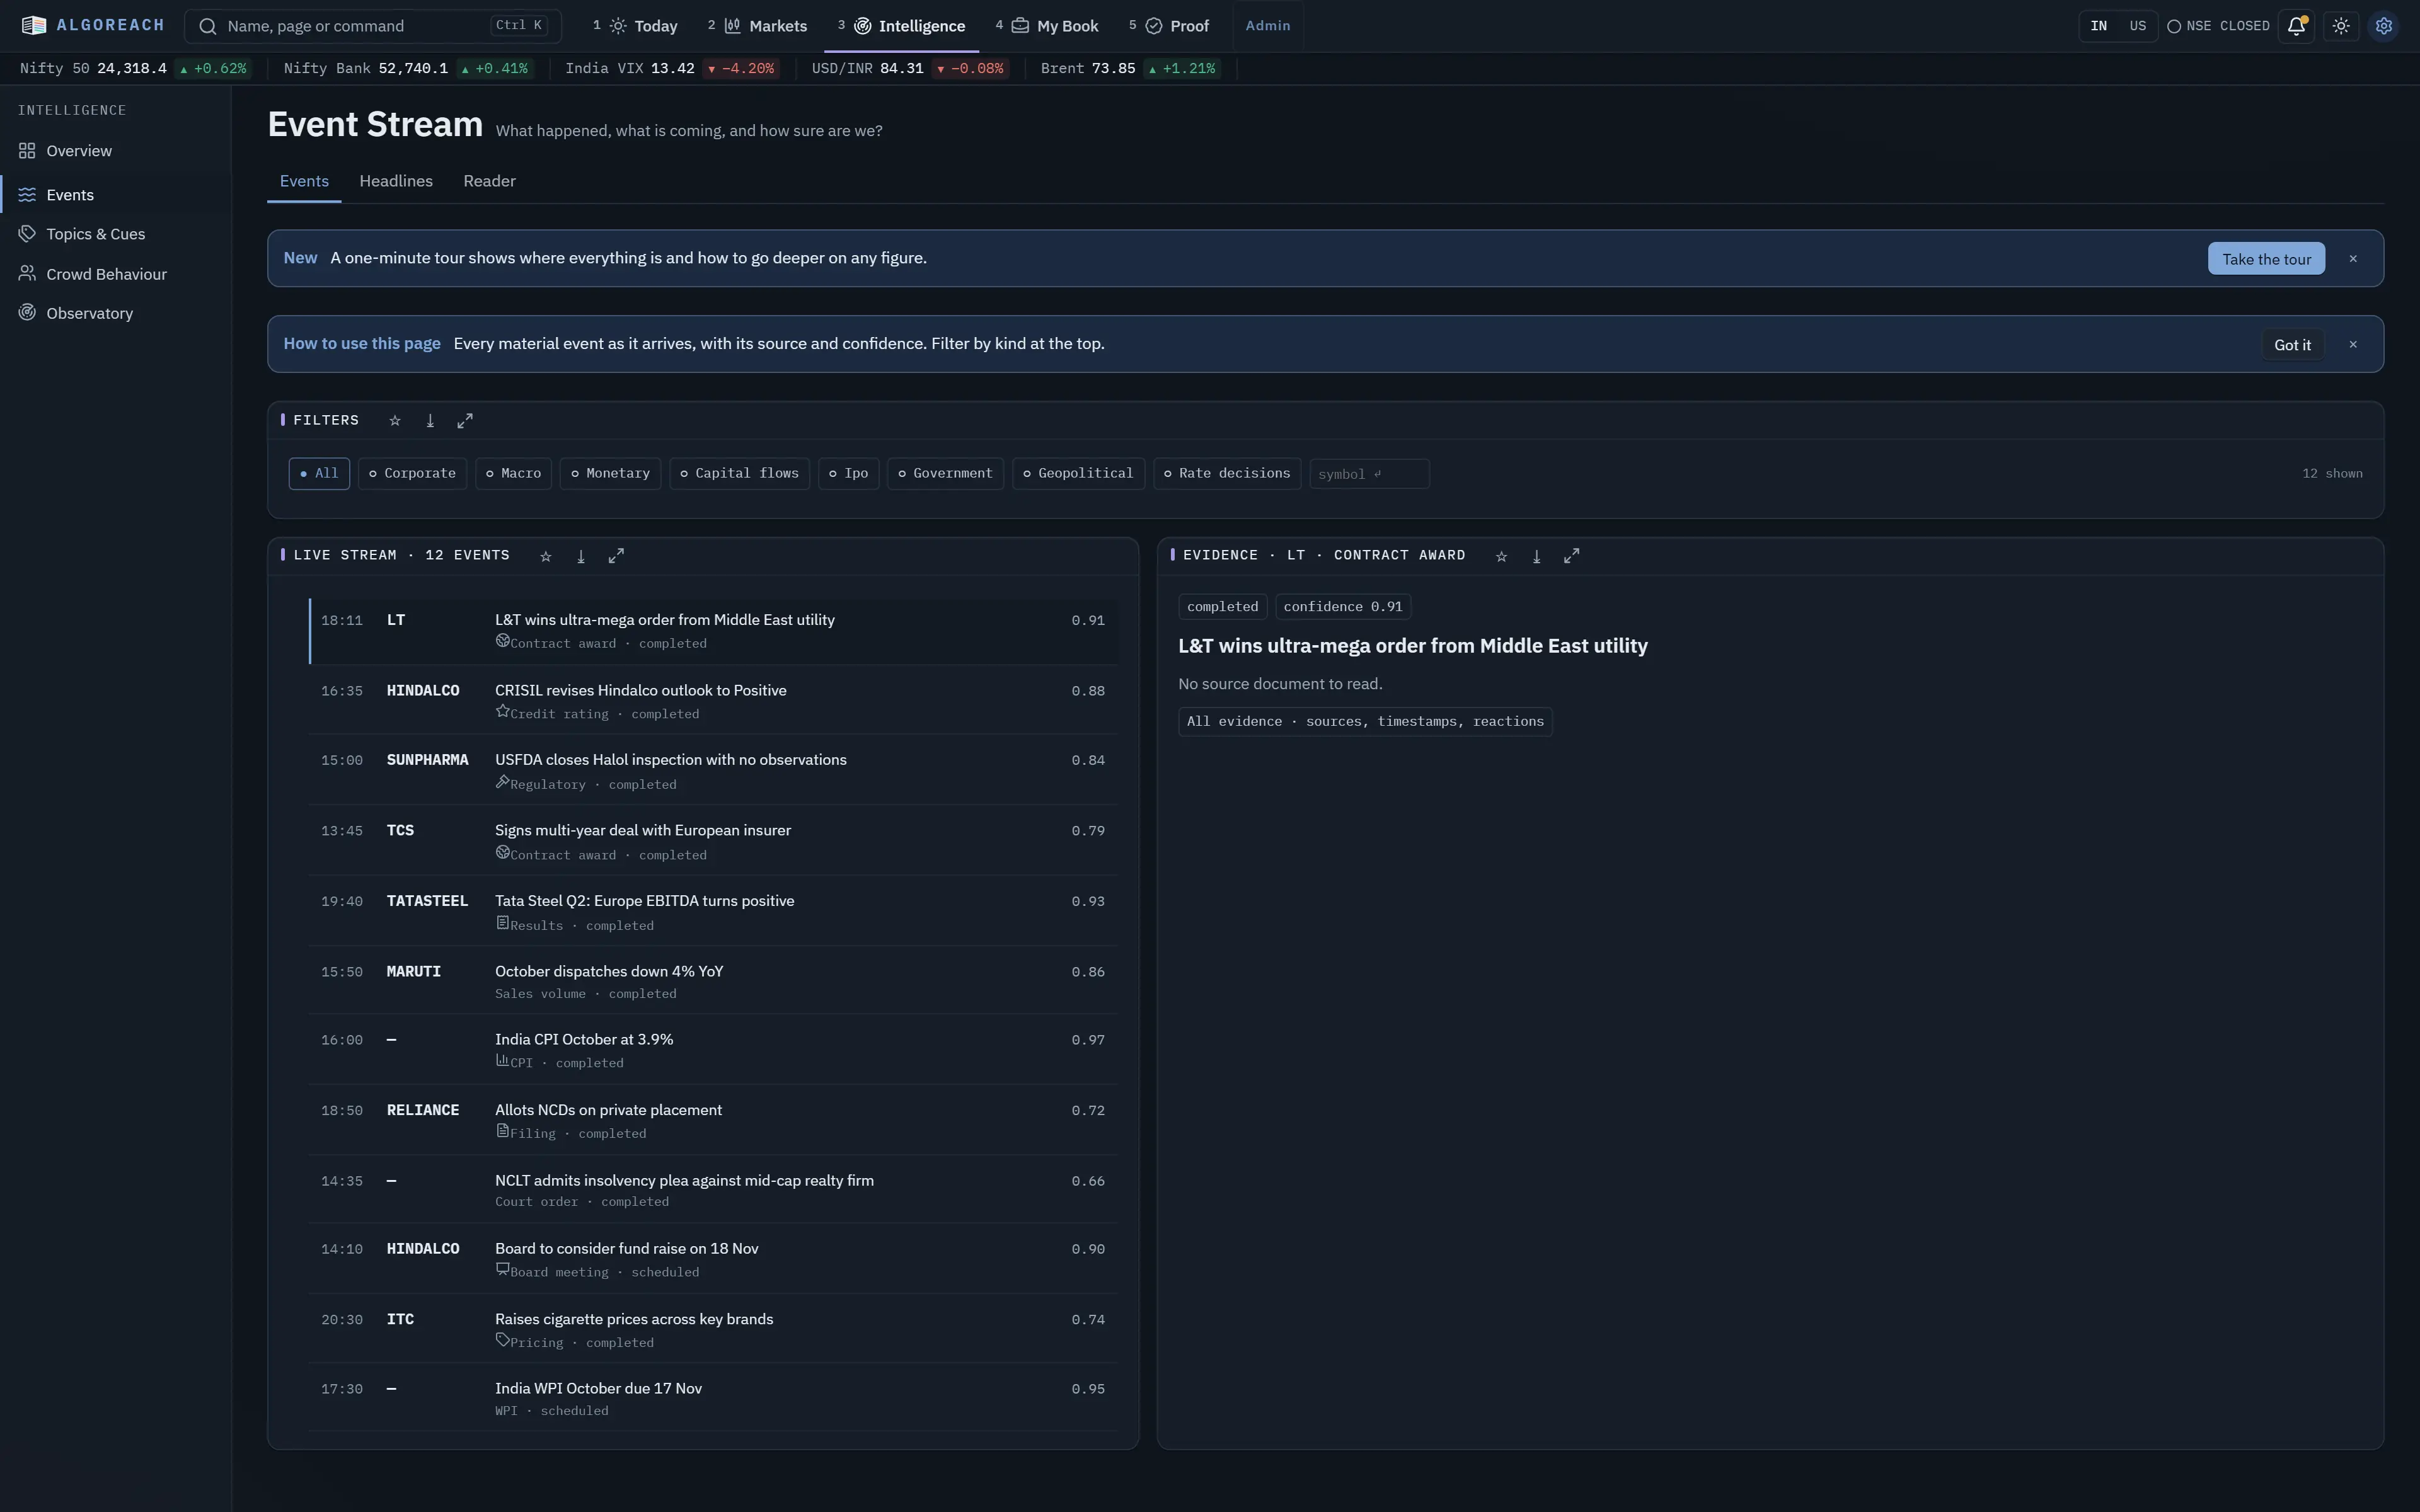 ALGOREACH Name, page or command Ctrl K 1 Today 2 Markets 3 Intelligence 4 My Book 5 Proof Admin IN US NSE CLOSED
Nifty 50 24,318.4 ▲ +0.62% Nifty Bank 52,740.1 ▲ +0.41% India VIX 13.42 ▼ −4.20% USD/INR 84.31 ▼ −0.08% Brent 73.85 ▲ +1.21%
INTELLIGENCE
Overview
Events
Topics & Cues
Crowd Behaviour
Observatory
Event Stream What happened, what is coming, and how sure are we?
Events Headlines Reader
New A one-minute tour shows where everything is and how to go deeper on any figure. Take the tour ×
How to use this page Every material event as it arrives, with its source and confidence. Filter by kind at the top. Got it ×
FILTERS
All Corporate Macro Monetary Capital flows Ipo Government Geopolitical Rate decisions symbol ↵ 12 shown
LIVE STREAM · 12 EVENTS
18:11 LT L&T wins ultra-mega order from Middle East utility 0.91
Contract award · completed
16:35 HINDALCO CRISIL revises Hindalco outlook to Positive 0.88
Credit rating · completed
15:00 SUNPHARMA USFDA closes Halol inspection with no observations 0.84
Regulatory · completed
13:45 TCS Signs multi-year deal with European insurer 0.79
Contract award · completed
19:40 TATASTEEL Tata Steel Q2: Europe EBITDA turns positive 0.93
Results · completed
15:50 MARUTI October dispatches down 4% YoY 0.86
Sales volume · completed
16:00 — India CPI October at 3.9% 0.97
CPI · completed
18:50 RELIANCE Allots NCDs on private placement 0.72
Filing · completed
14:35 — NCLT admits insolvency plea against mid-cap realty firm 0.66
Court order · completed
14:10 HINDALCO Board to consider fund raise on 18 Nov 0.90
Board meeting · scheduled
20:30 ITC Raises cigarette prices across key brands 0.74
Pricing · completed
17:30 — India WPI October due 17 Nov 0.95
WPI · scheduled
EVIDENCE · LT · CONTRACT AWARD
completed confidence 0.91
L&T wins ultra-mega order from Middle East utility
No source document to read.
All evidence · sources, timestamps, reactions